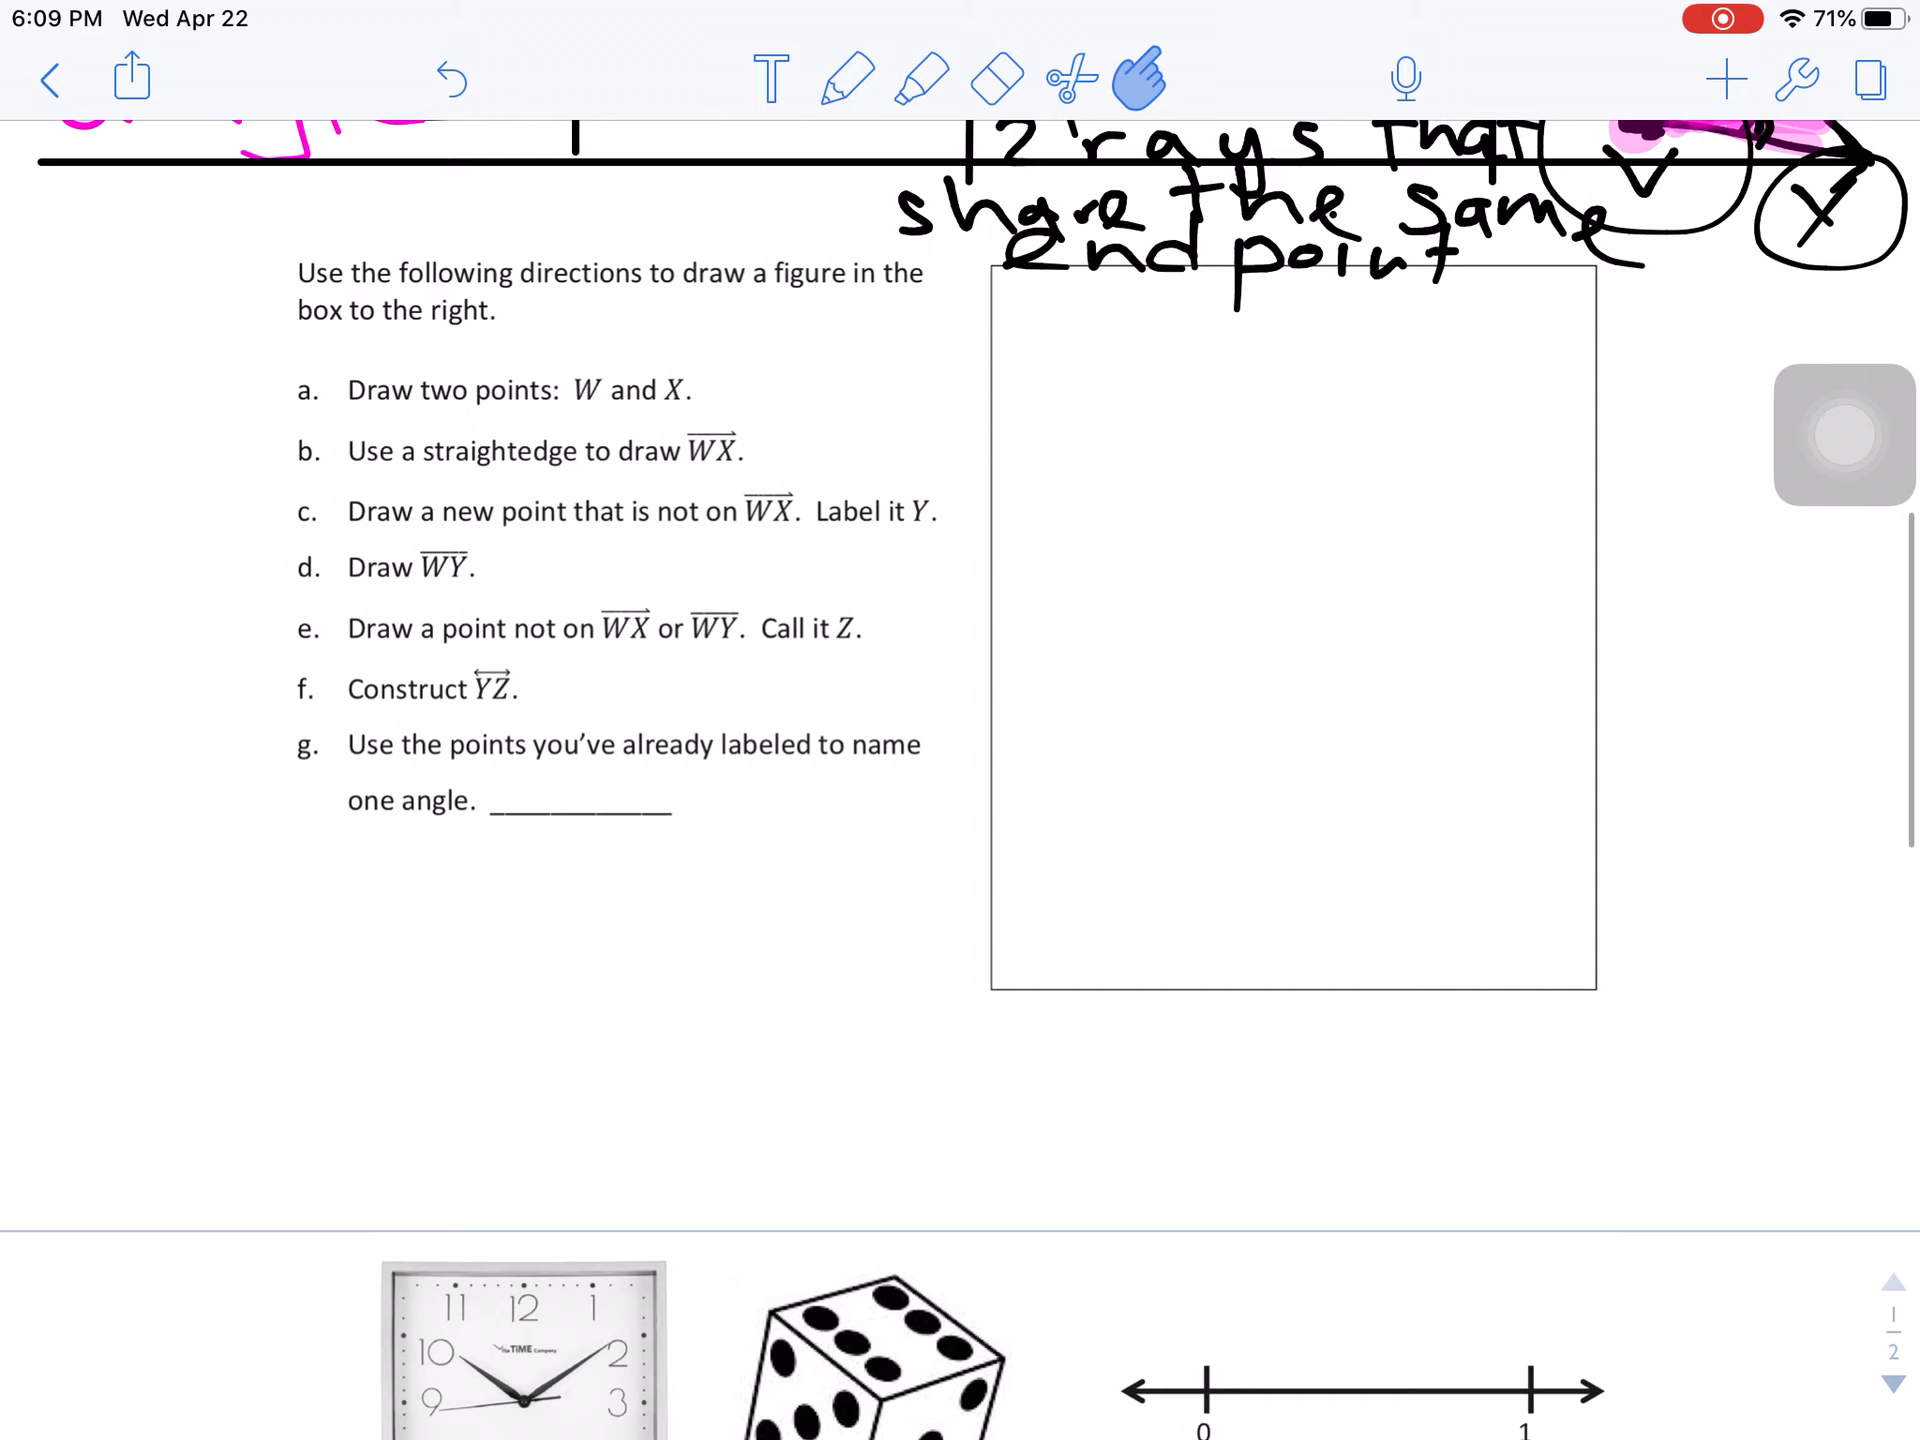 6:09 PM Wed Apr 22
71%
T
2 rays that
V
share the same
X
end point
Use the following directions to draw a figure in the
box to the right.
a. Draw two points: W and X.
b. Use a straightedge to draw WX.
c. Draw a new point that is not on WX. Label it Y.
d. Draw WY.
e. Draw a point not on WX or WY. Call it Z.
f. Construct YZ.
g. Use the points you've already labeled to name
one angle. ____________
11 12 1
10 The TIME Company 2
9 3
0 1
1
2